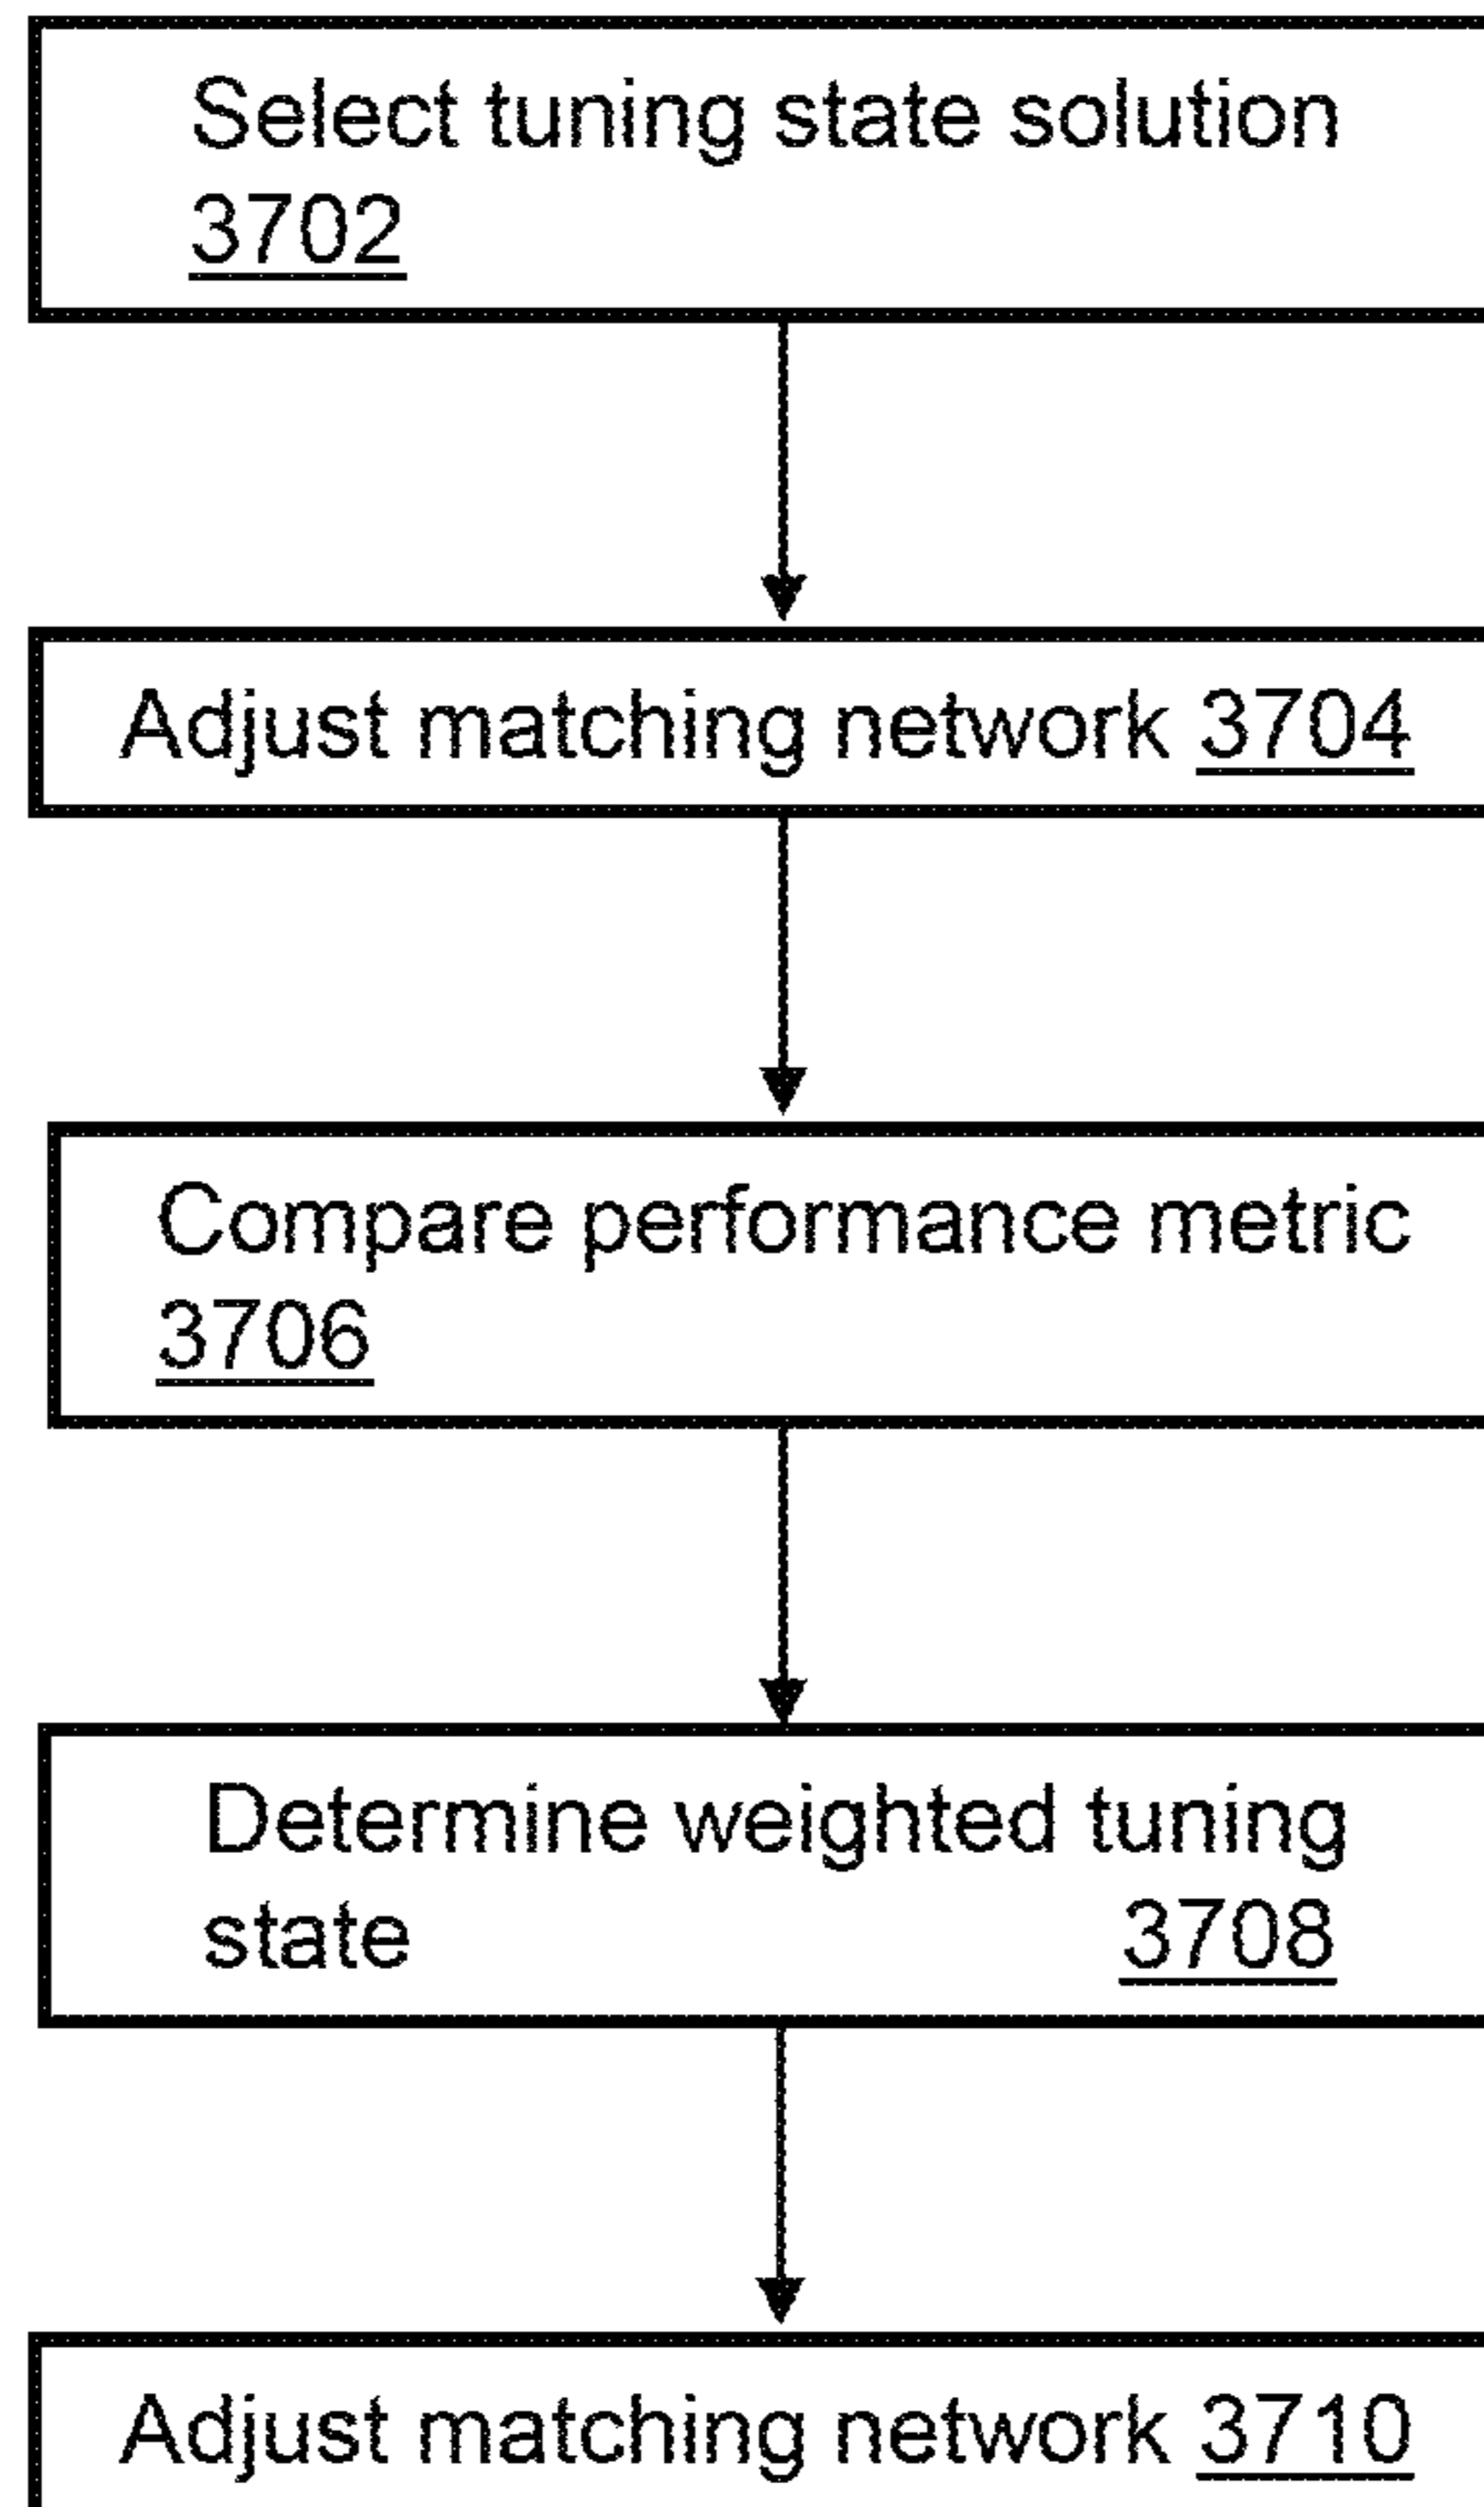 Select tuning state solution
3702
Adjust matching network 3704
Compare performance metric
3706
Determine weighted tuning
state 3708
Adjust matching network 3710